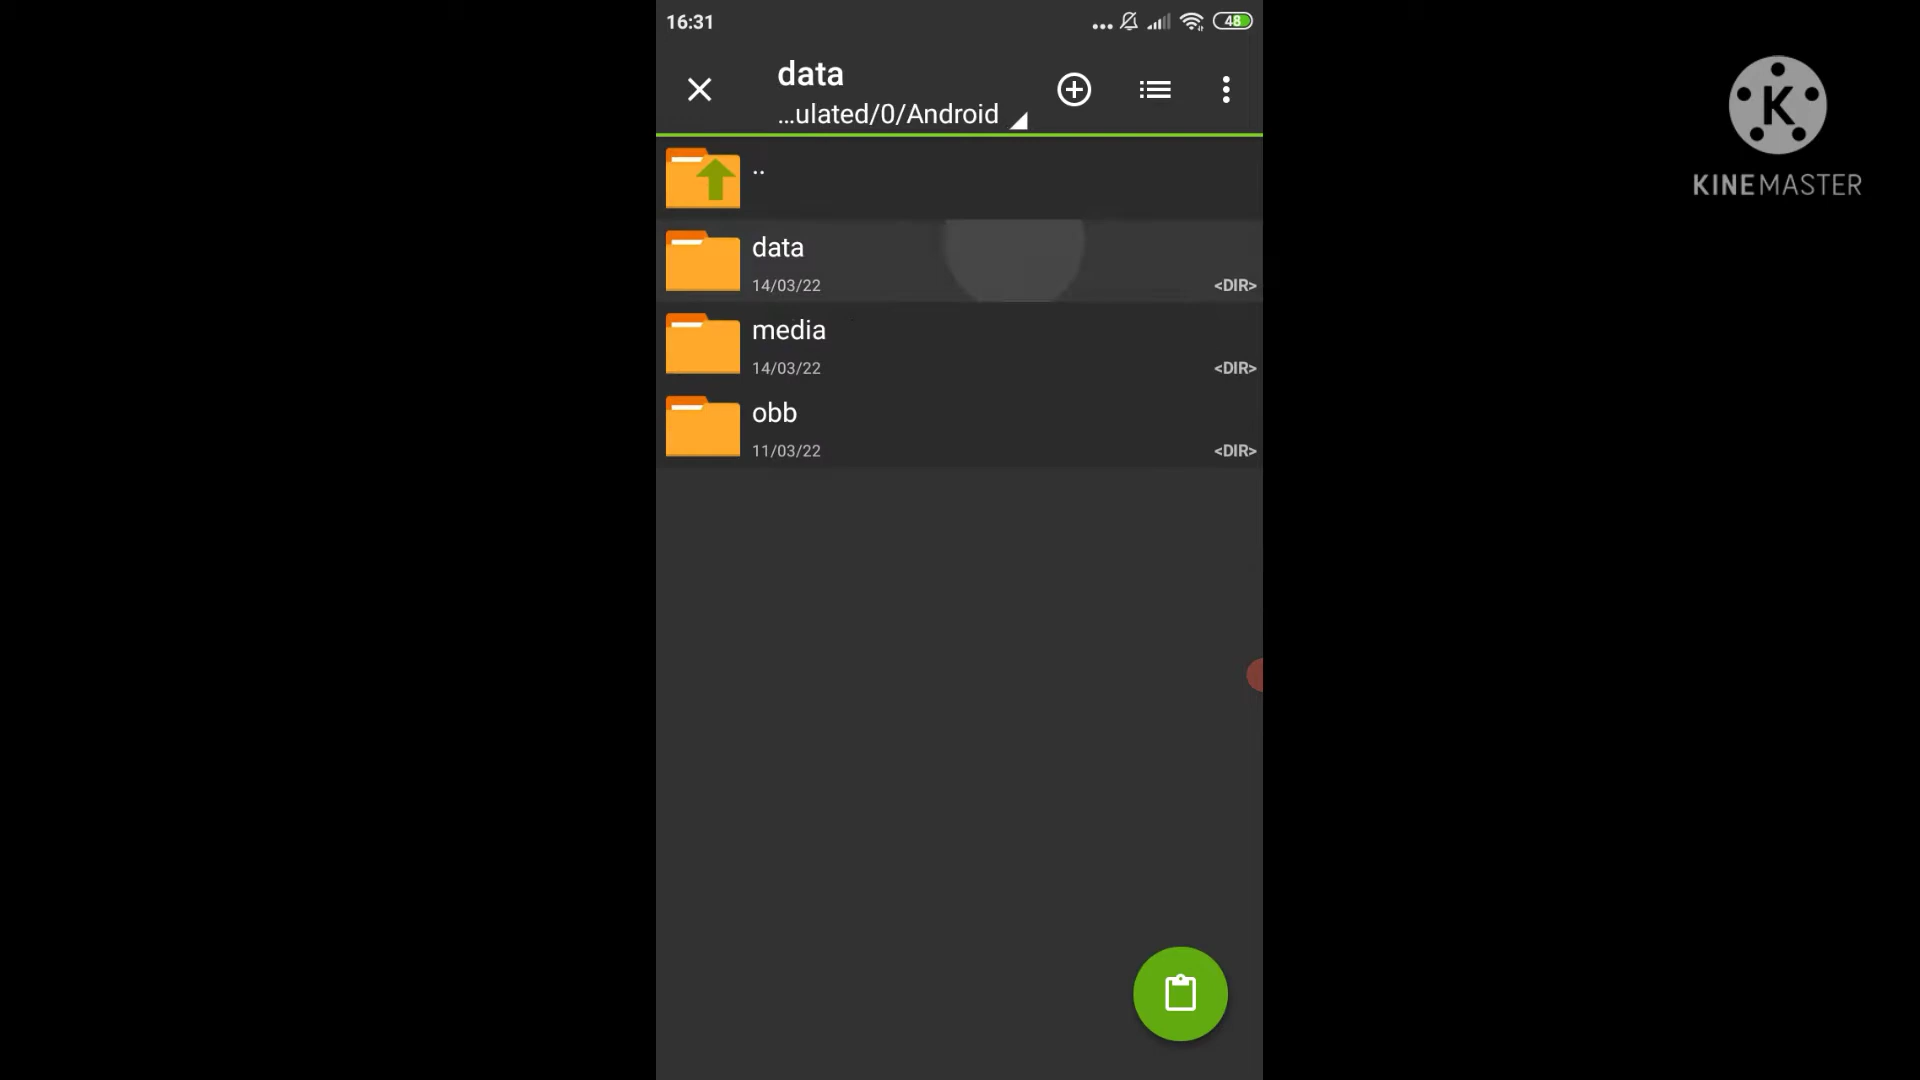 16:31
48
data
...ulated/0/Android
..
data
14/03/22
<DIR>
media
14/03/22
<DIR>
obb
11/03/22
<DIR>
K
KINEMASTER